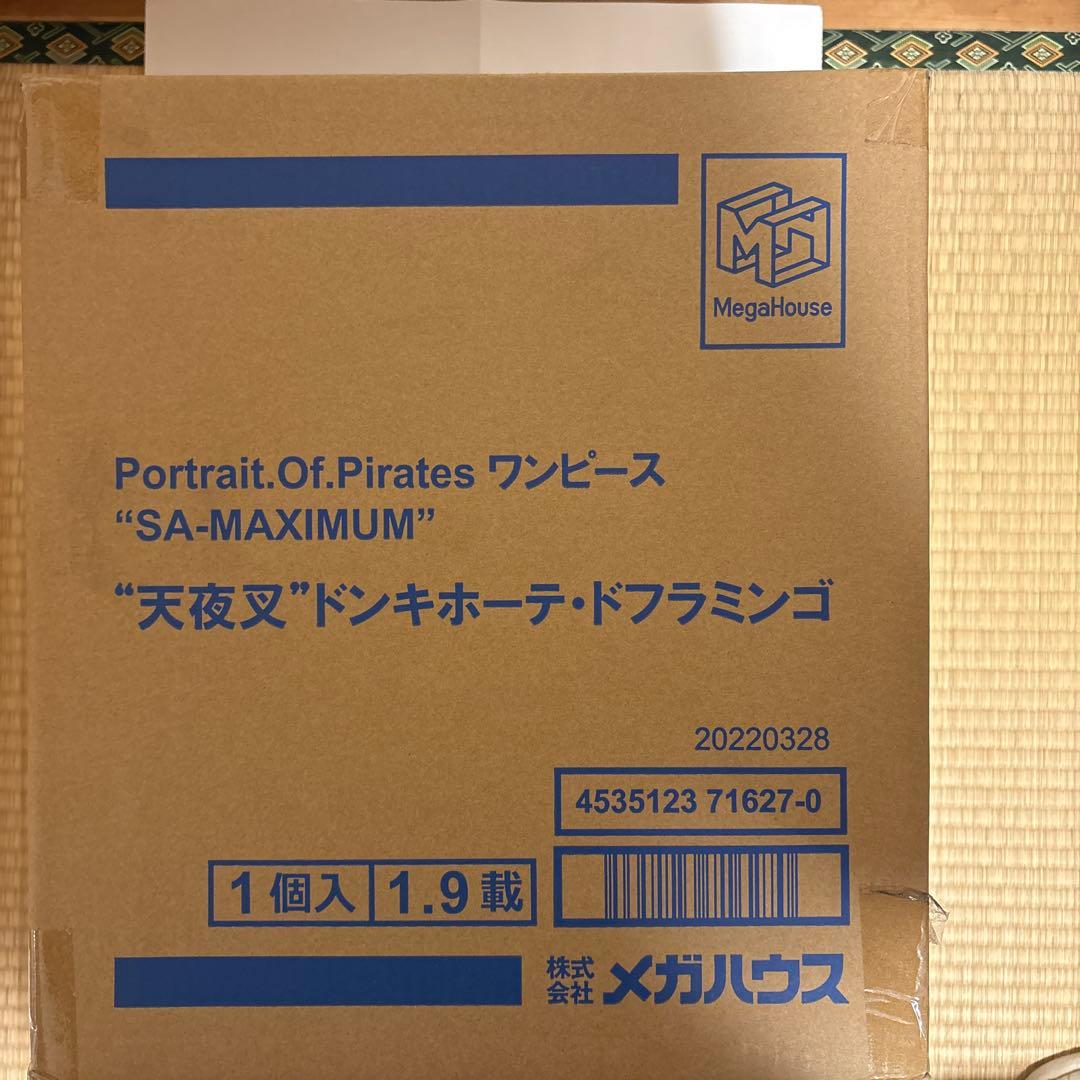 MegaHouse
Portrait.Of.Pirates ワンピース
“SA-MAXIMUM”
“天夜叉”ドンキホーテ・ドフラミンゴ
20220328
4535123 71627-0
1個入 1.9載
株式会社 メガハウス